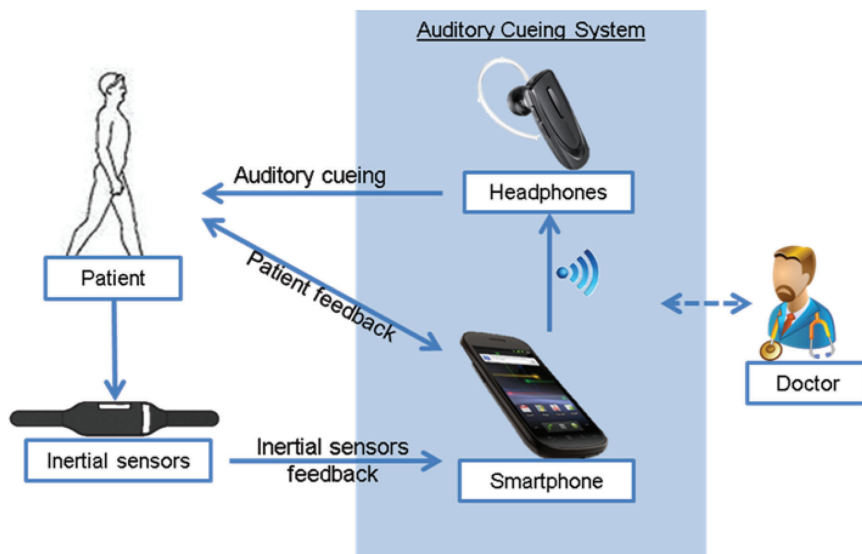 Auditory Cueing System
Auditory cueing
Headphones
Patient
Patient feedback
Doctor
Inertial sensors
Inertial sensors
feedback
Smartphone